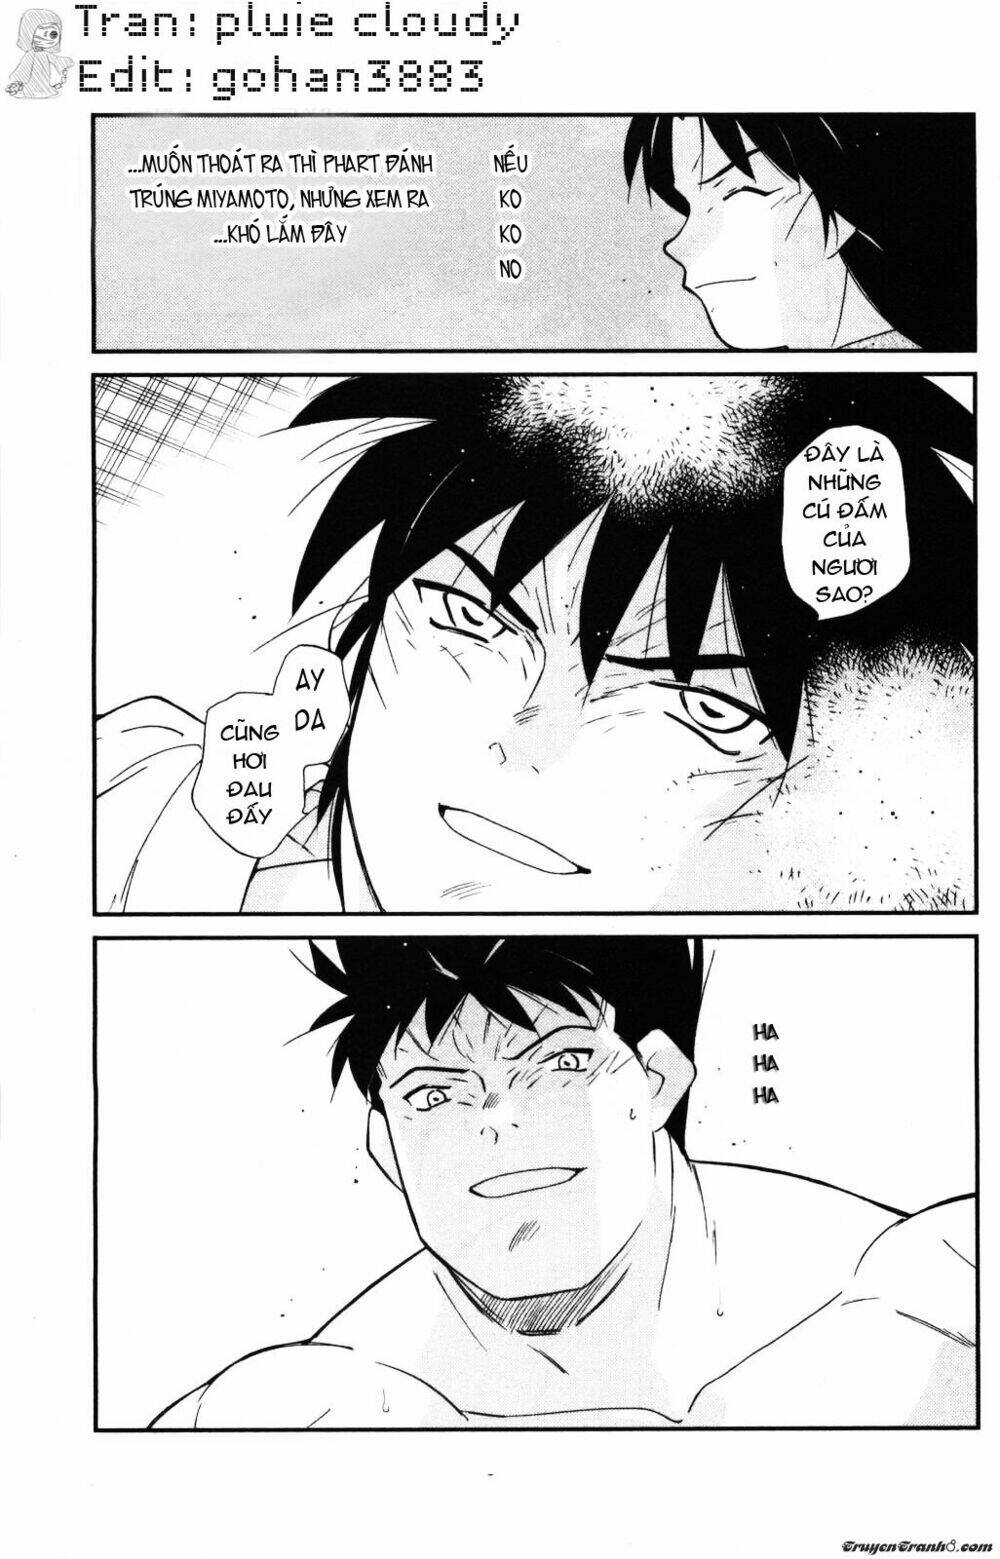 Tran: pluie cloudy
Edit: gohan3883
NẾU
KO
KO
NO
...MUỐN THOÁT RA THÌ PHART ĐÁNH
TRÚNG MIYAMOTO, NHƯNG XEM RA
...KHÓ LẮM ĐÂY
ĐÂY LÀ
NHỮNG
CÚ ĐẤM
CỦA
NGƯƠI
SAO?
AY
DA
CŨNG
HƠI
ĐAU
ĐẤY
HA
HA
HA
TruyenTranh8.com